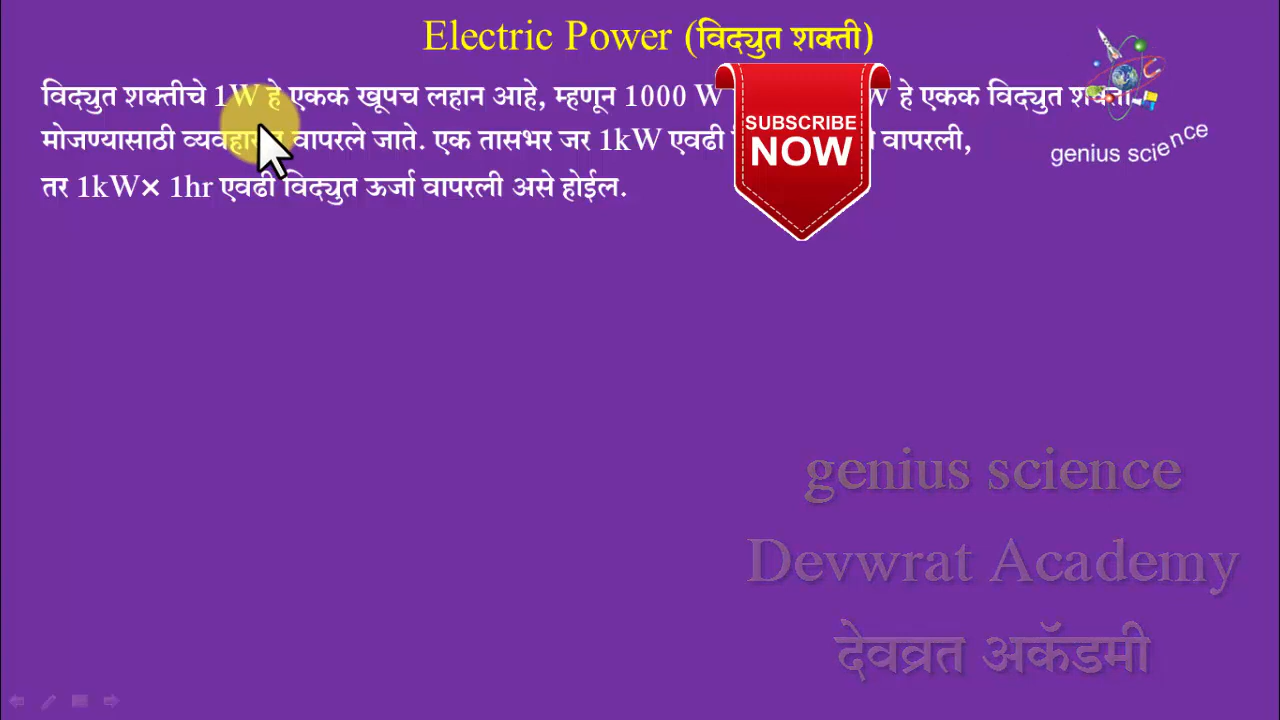 Electric Power (विद्युत शक्ती)
विद्युत शक्तीचे 1W हे एकक खूपच लहान आहे, म्हणून 1000 W W हे एकक विद्युत शक्ती
मोजण्यासाठी वापरले जाते. एक तासभर जर 1kW एवढी वापरली,
तर 1kW× 1hr एवढी विद्युत ऊर्जा वापरली असे होईल.
SUBSCRIBE
NOW
genius science
genius science
Devwrat Academy
देवव्रत अकॅडमी